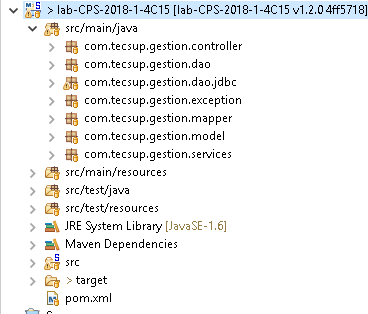 > lab-CPS-2018-1-4C15 [lab-CPS-2018-1-4C15 v1.2.0 4ff5718]
src/main/java
com.tecsup.gestion.controller
com.tecsup.gestion.dao
com.tecsup.gestion.dao.jdbc
com.tecsup.gestion.exception
com.tecsup.gestion.mapper
com.tecsup.gestion.model
com.tecsup.gestion.services
src/main/resources
src/test/java
src/test/resources
JRE System Library [JavaSE-1.6]
Maven Dependencies
src
> target
pom.xml